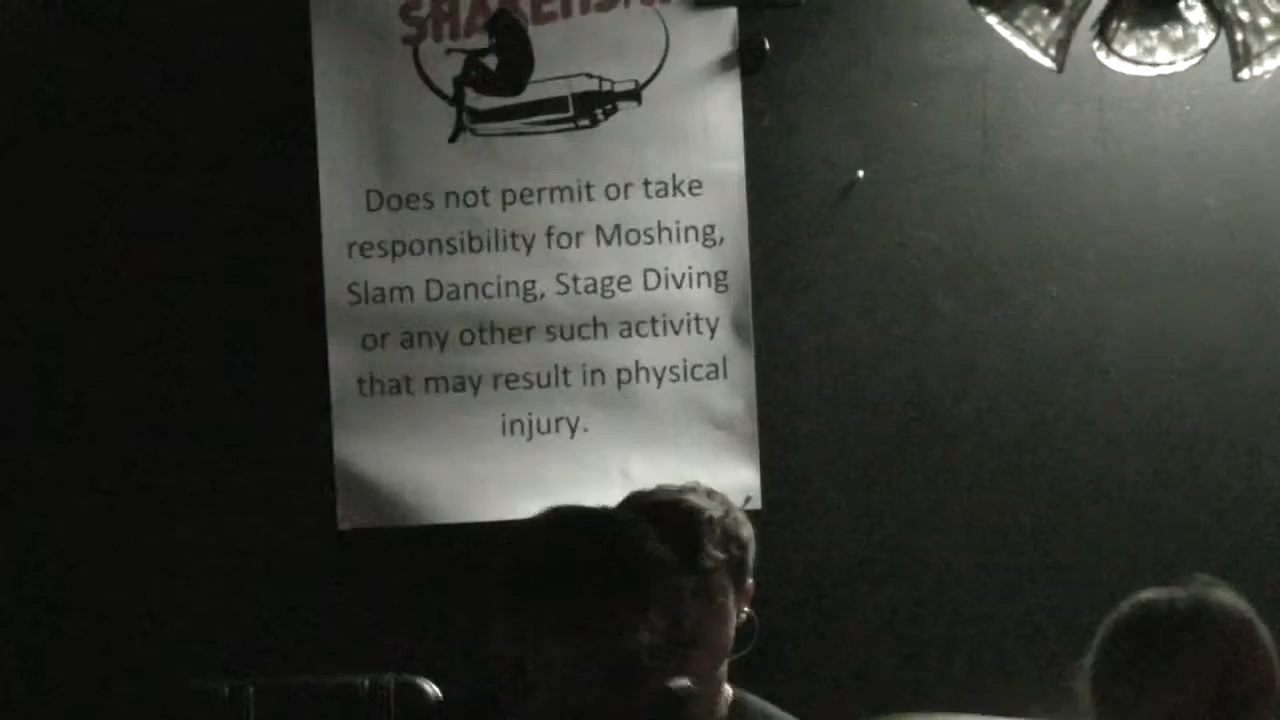 Does not permit or take
responsibility for Moshing,
Slam Dancing, Stage Diving
or any other such activity
that may result in physical
injury.